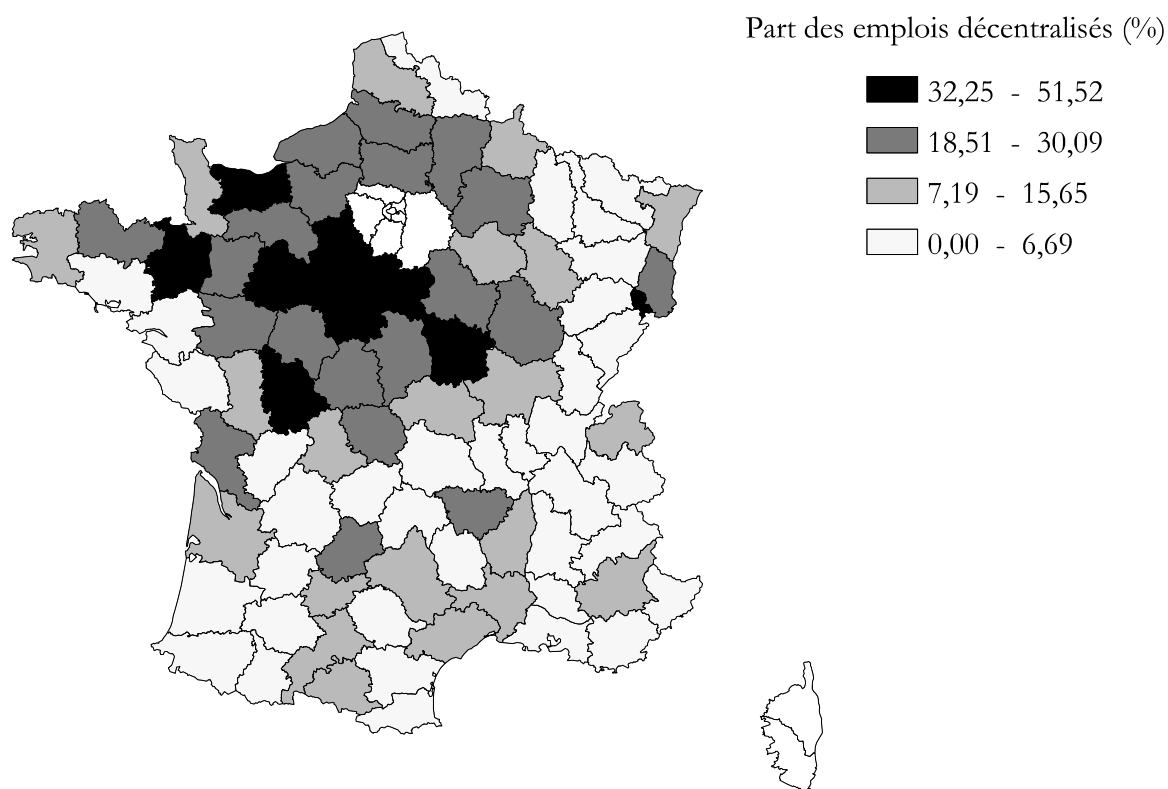 Part des emplois décentralisés (%)
32,25 - 51,52
18,51 - 30,09
7,19 - 15,65
0,00 - 6,69